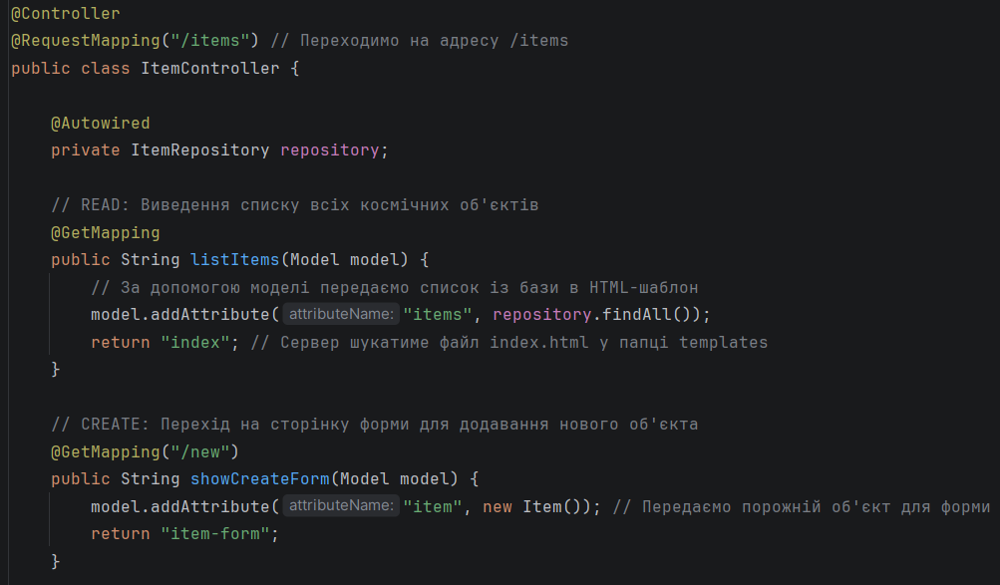 @Controller
@RequestMapping("/items") // Переходимо на адресу /items
public class ItemController {
@Autowired
private ItemRepository repository;
// READ: Виведення списку всіх космічних об'єктів
@GetMapping
public String listItems(Model model) {
// За допомогою моделі передаємо список із бази в HTML-шаблон
model.addAttribute( attributeName: "items", repository.findAll());
return "index"; // Сервер шукатиме файл index.html у папці templates
}
// CREATE: Перехід на сторінку форми для додавання нового об'єкта
@GetMapping("/new")
public String showCreateForm(Model model) {
model.addAttribute( attributeName: "item", new Item()); // Передаємо порожній об'єкт для форми
return "item-form";
}